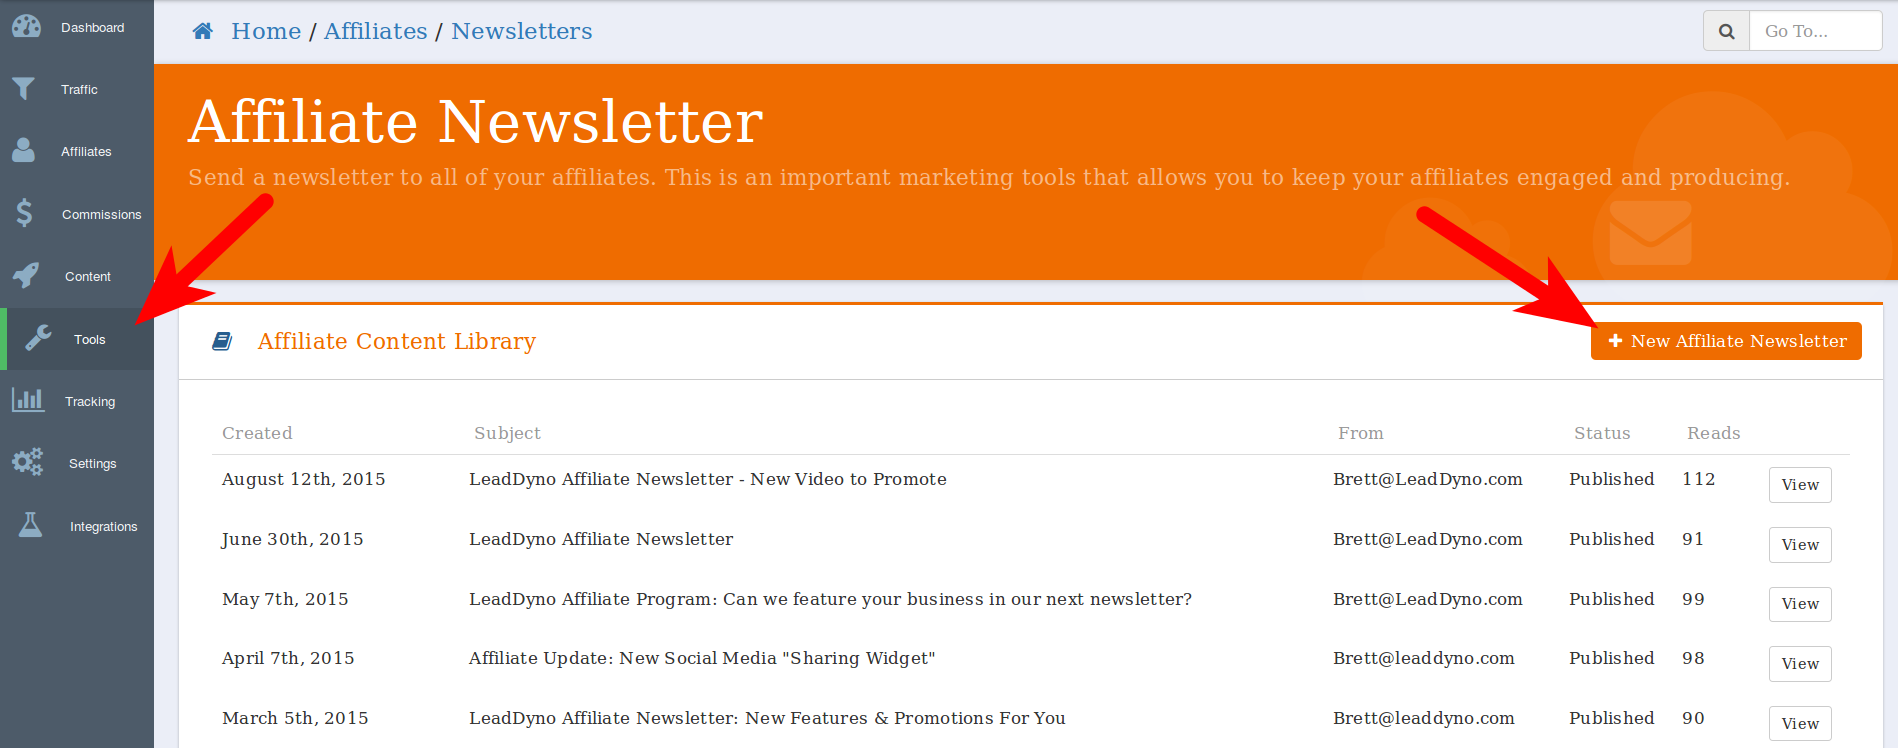 Dashboard
Traffic
Affiliates
Commissions
Content
Tools
Tracking
Settings
Integrations
Home / Affiliates / Newsletters
Go To...
Affiliate Newsletter
Send a newsletter to all of your affiliates. This is an important marketing tools that allows you to keep your affiliates engaged and producing.
Affiliate Content Library
New Affiliate Newsletter
Created Subject From Status Reads
August 12th, 2015 LeadDyno Affiliate Newsletter - New Video to Promote Brett@LeadDyno.com Published 112 View
June 30th, 2015 LeadDyno Affiliate Newsletter Brett@LeadDyno.com Published 91 View
May 7th, 2015 LeadDyno Affiliate Program: Can we feature your business in our next newsletter? Brett@LeadDyno.com Published 99 View
April 7th, 2015 Affiliate Update: New Social Media "Sharing Widget" Brett@leaddyno.com Published 98 View
March 5th, 2015 LeadDyno Affiliate Newsletter: New Features & Promotions For You Brett@leaddyno.com Published 90 View